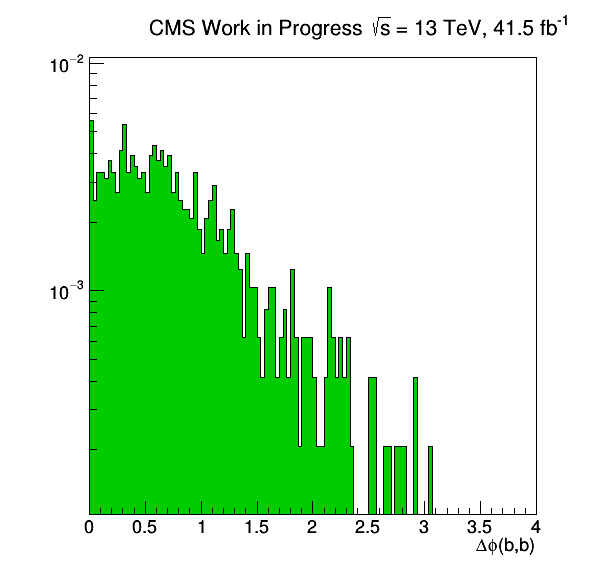 CMS Work in Progress √s = 13 TeV, 41.5 fb⁻¹
10⁻²
10⁻³
0 0.5 1 1.5 2 2.5 3 3.5 4
Δϕ(b,b)